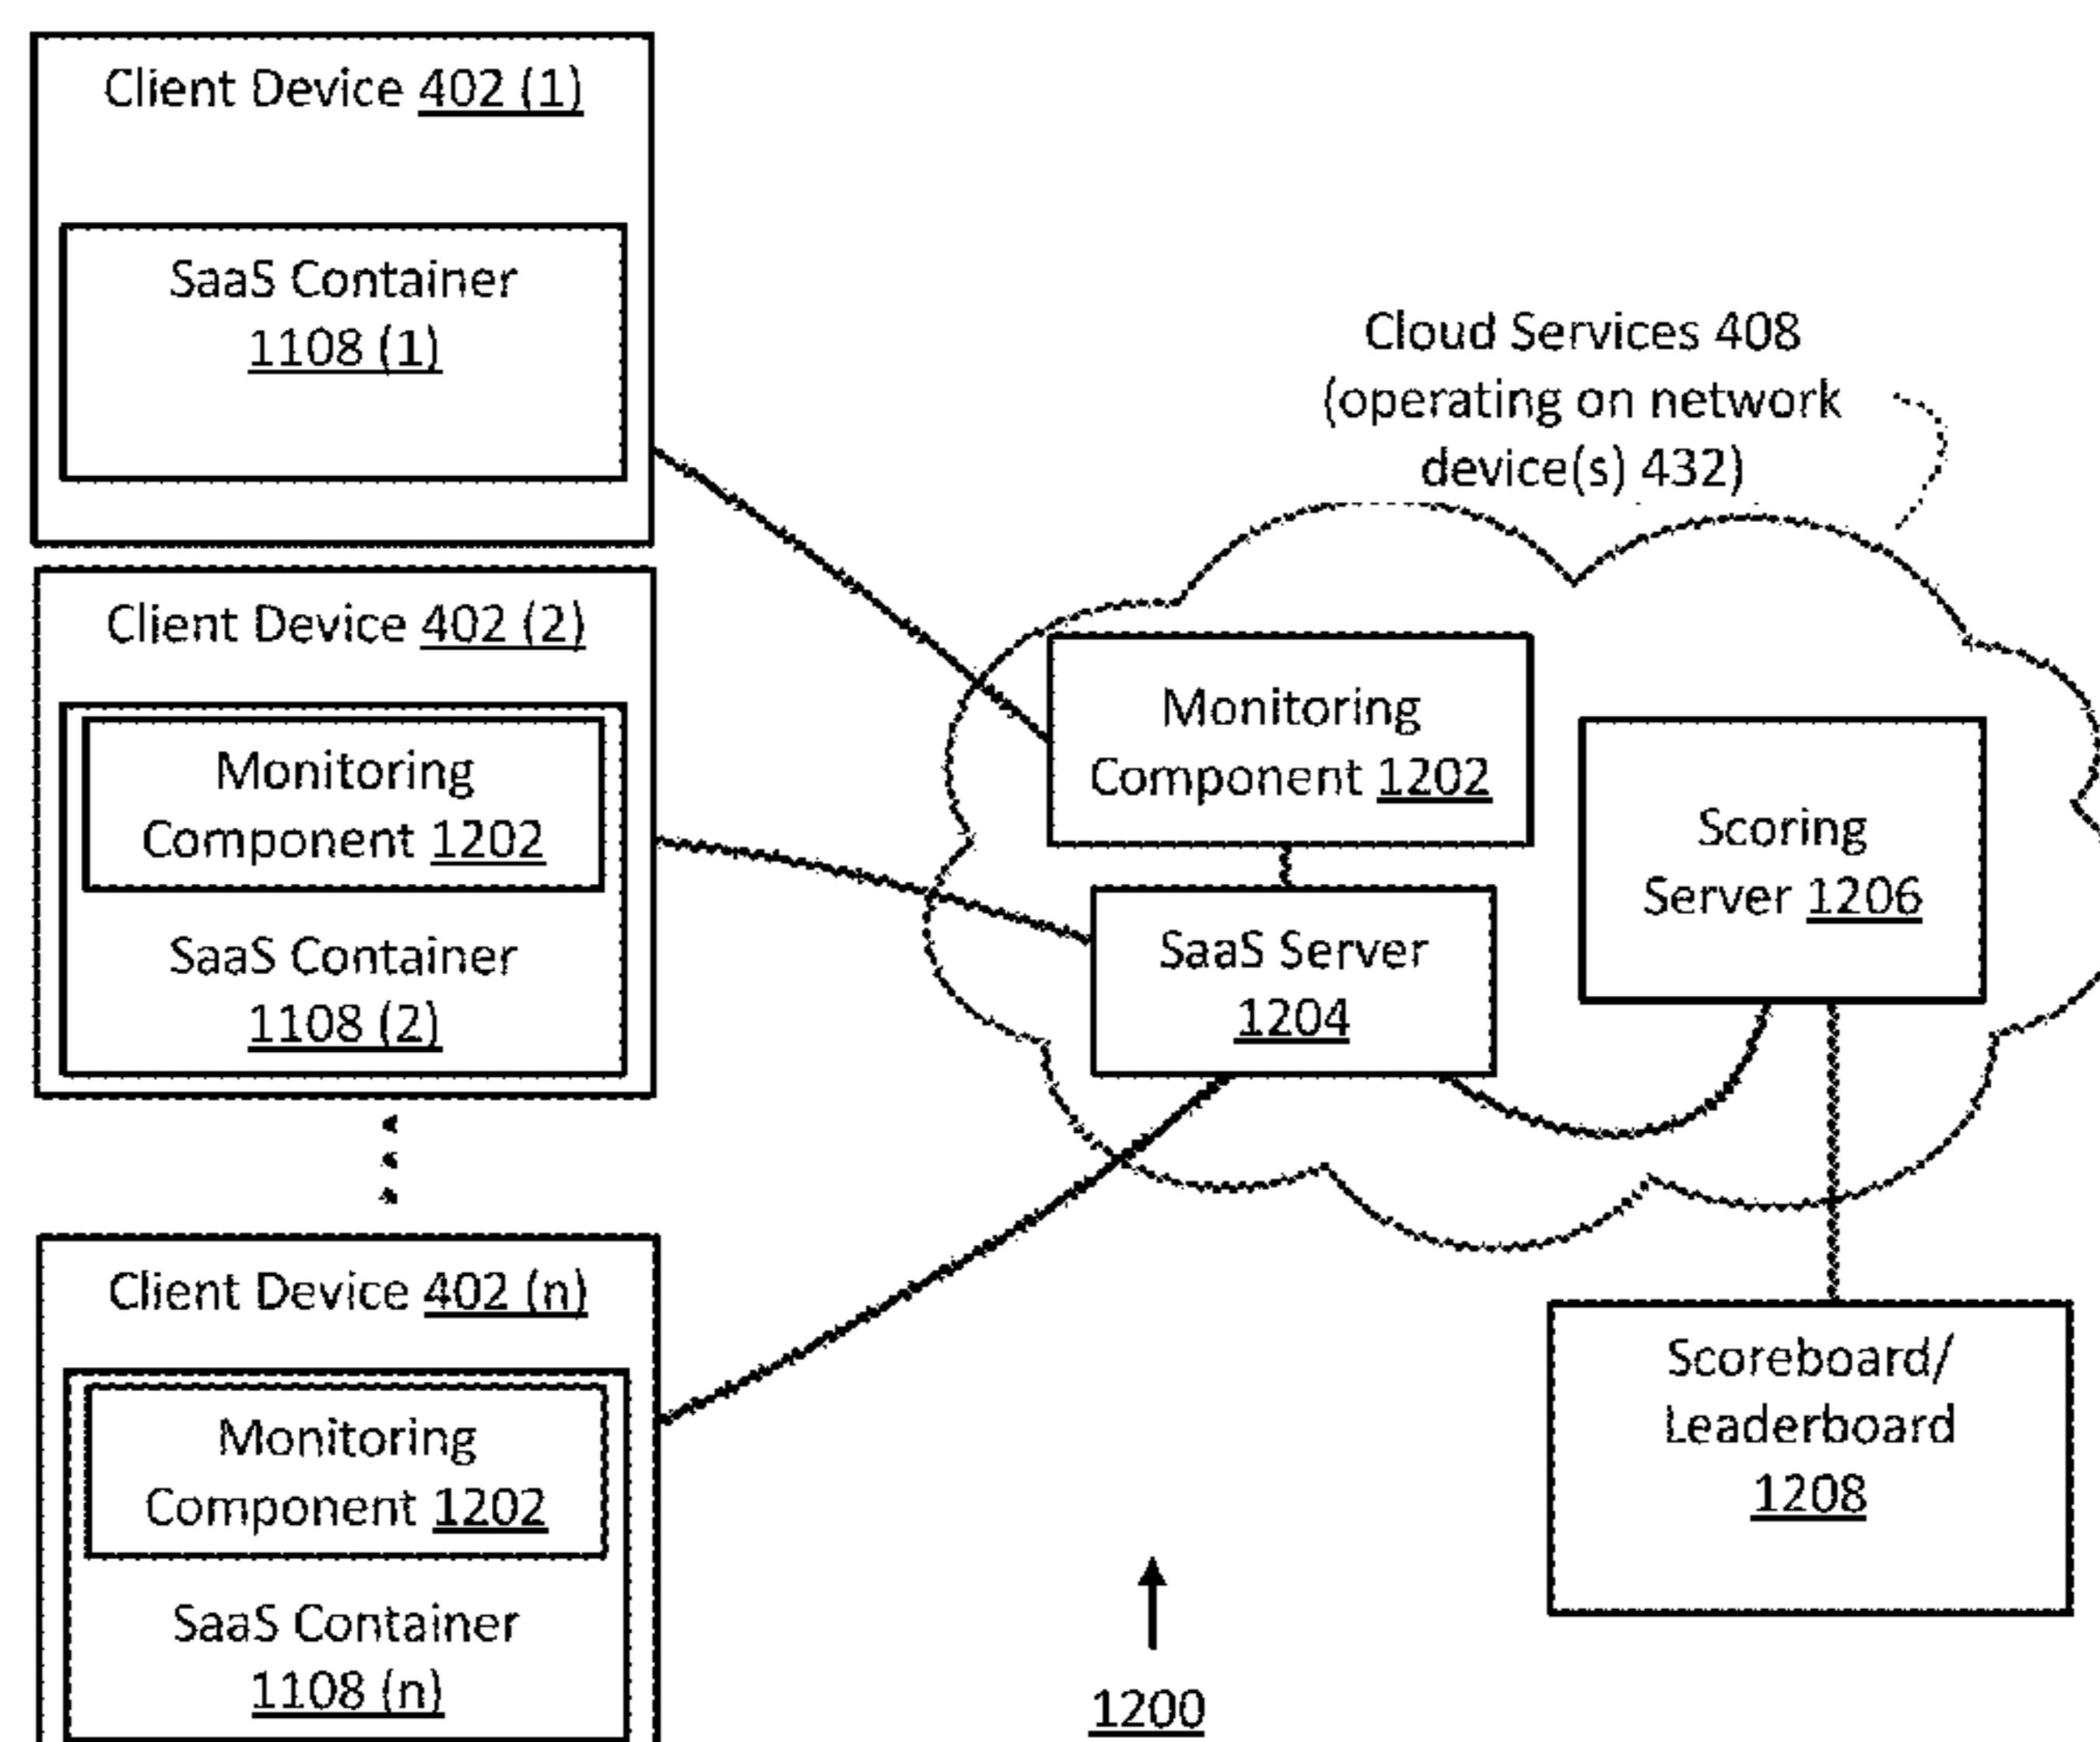 Client Device 402 (1)
SaaS Container
1108 (1)
Client Device 402 (2)
Monitoring
Component 1202
SaaS Container
1108 (2)
Client Device 402 (n)
Monitoring
Component 1202
SaaS Container
1108 (n)
Cloud Services 408
(operating on network
device(s) 432)
Monitoring
Component 1202
SaaS Server
1204
Scoring
Server 1206
Scoreboard/
Leaderboard
1208
1200